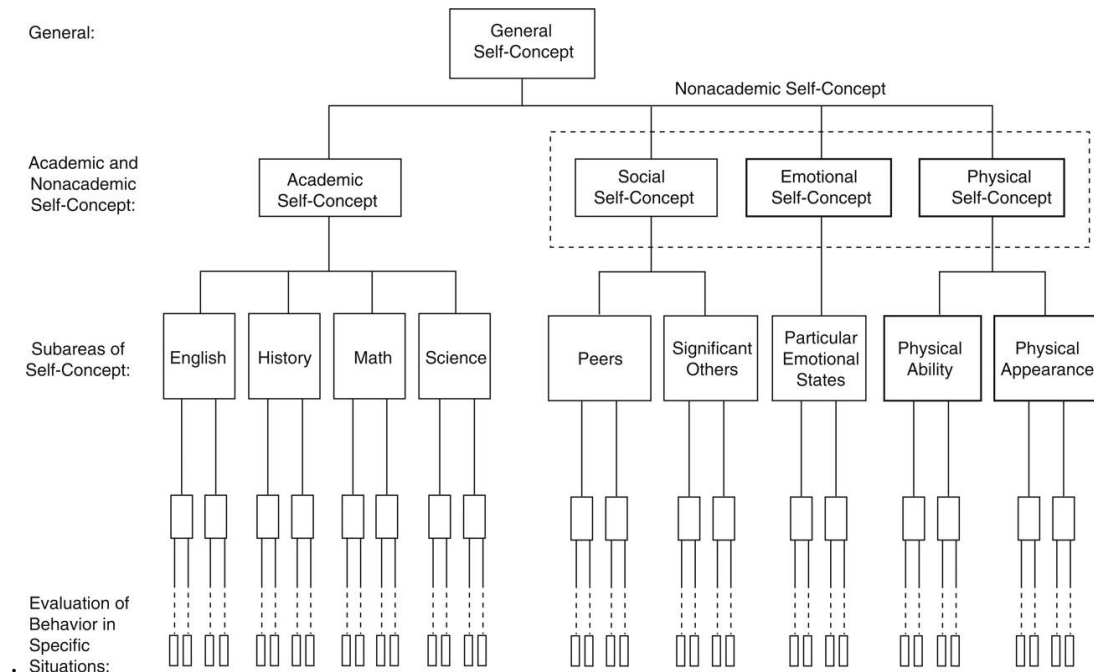 General:
General
Self-Concept
Nonacademic Self-Concept
Academic and
Nonacademic
Self-Concept:
Academic
Self-Concept
Social
Self-Concept
Emotional
Self-Concept
Physical
Self-Concept
Subareas of
Self-Concept:
English
History
Math
Science
Peers
Significant
Others
Particular
Emotional
States
Physical
Ability
Physical
Appearance
Evaluation of
Behavior in
Specific
. Situations: